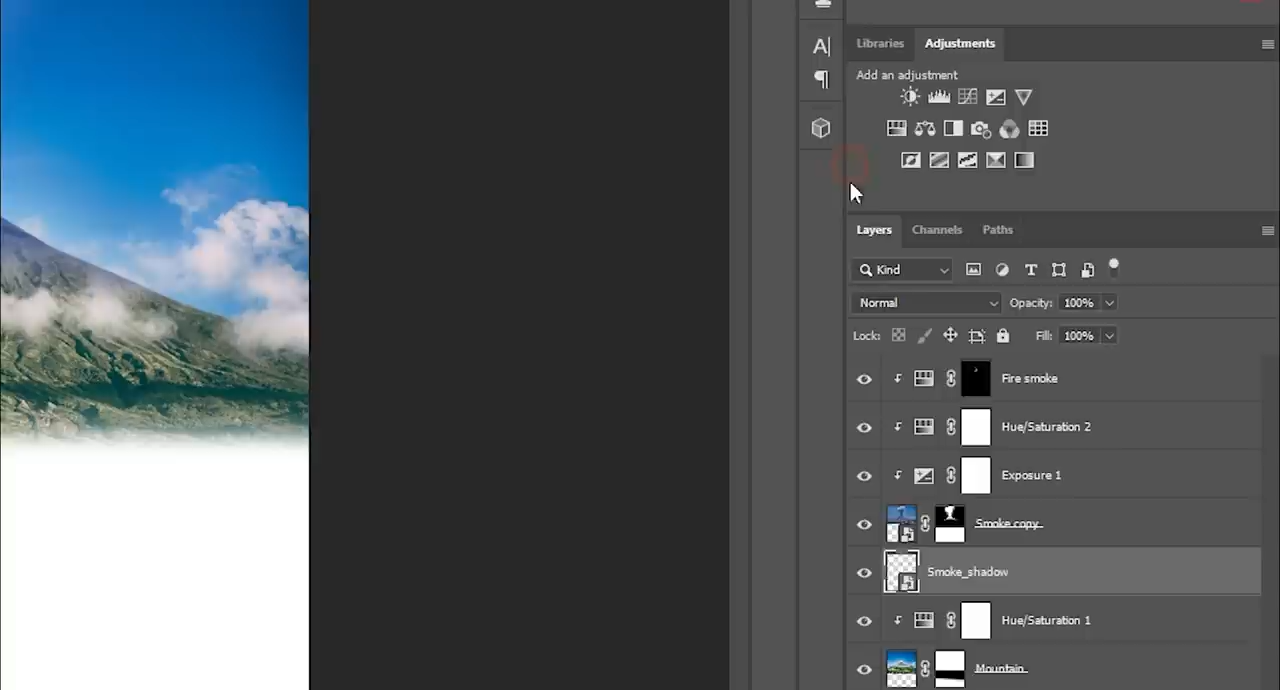 Libraries
Adjustments
Add an adjustment
A|
Layers
Channels
Paths
Kind
T
Normal
Opacity: 100%
Lock:
Fill: 100%
Fire smoke
Hue/Saturation 2
Exposure 1
Smoke copy
Smoke_shadow
Hue/Saturation 1
Mountain